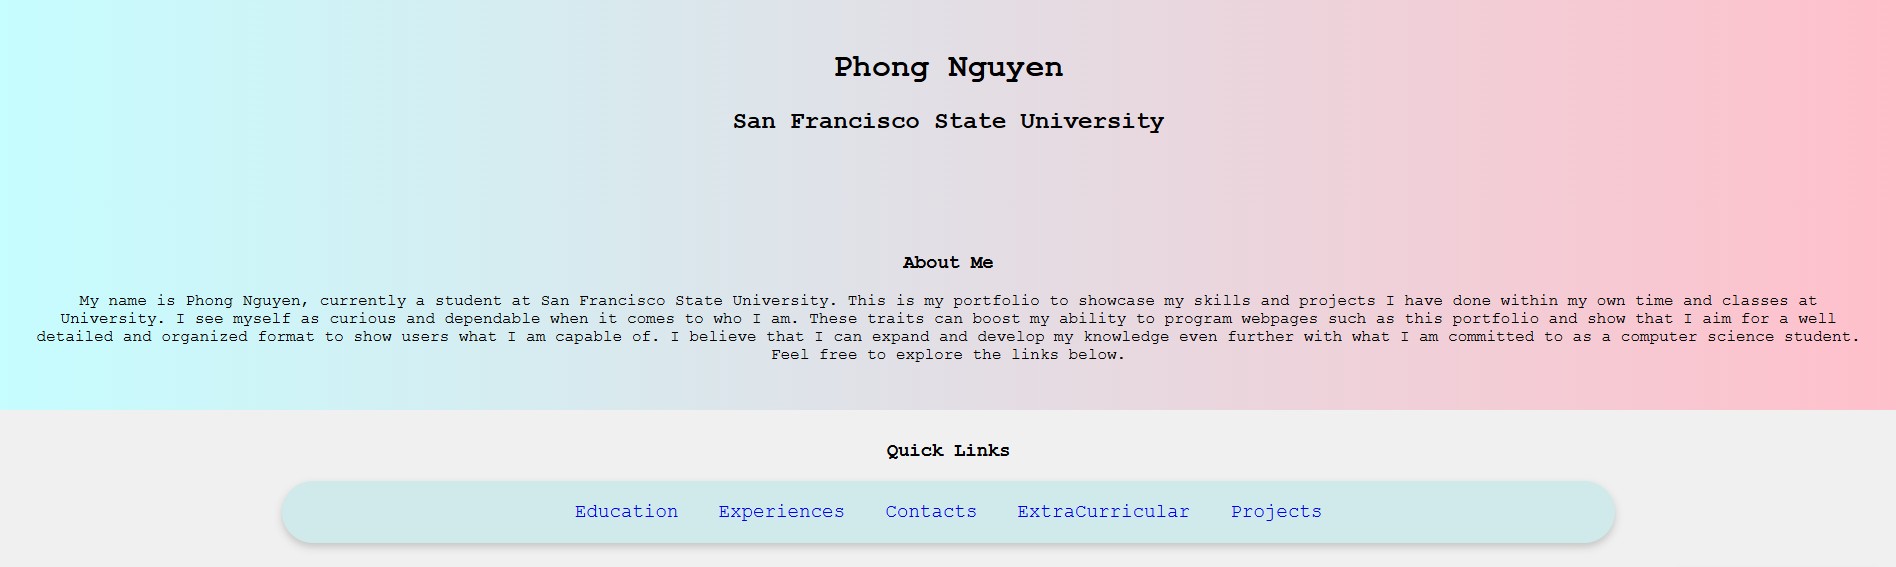 Phong Nguyen
San Francisco State University
About Me
My name is Phong Nguyen, currently a student at San Francisco State University. This is my portfolio to showcase my skills and projects I have done within my own time and classes at
University. I see myself as curious and dependable when it comes to who I am. These traits can boost my ability to program webpages such as this portfolio and show that I aim for a well
detailed and organized format to show users what I am capable of. I believe that I can expand and develop my knowledge even further with what I am committed to as a computer science student.
Feel free to explore the links below.
Quick Links
Education Experiences Contacts ExtraCurricular Projects